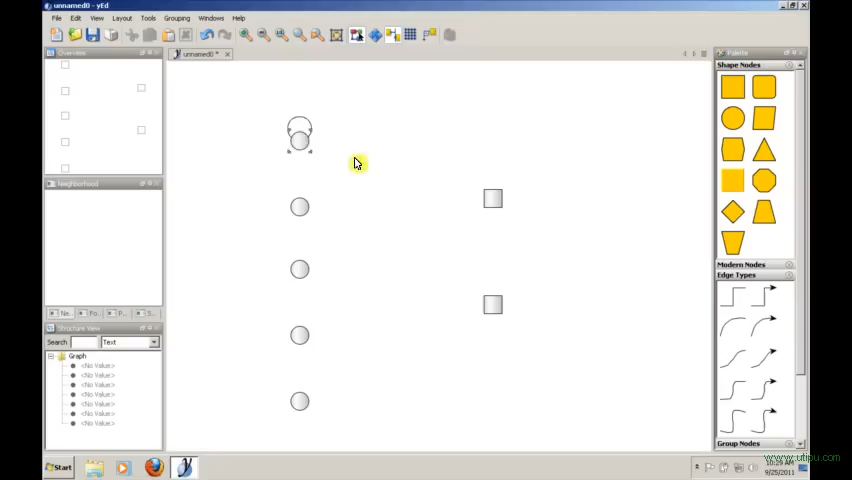 unnamed0 - yEd
File Edit View Layout Tools Grouping Windows Help
Overview
unnamed0 *
Palette
Shape Nodes
Neighborhood
Modern Nodes
Edge Types
Ne... Fo... P... S...
Structure View
Search Text
Graph
<No Value>
<No Value>
<No Value>
<No Value>
<No Value>
<No Value>
<No Value>
Group Nodes
www.utipu.com
Start
10:29 AM
9/25/2011